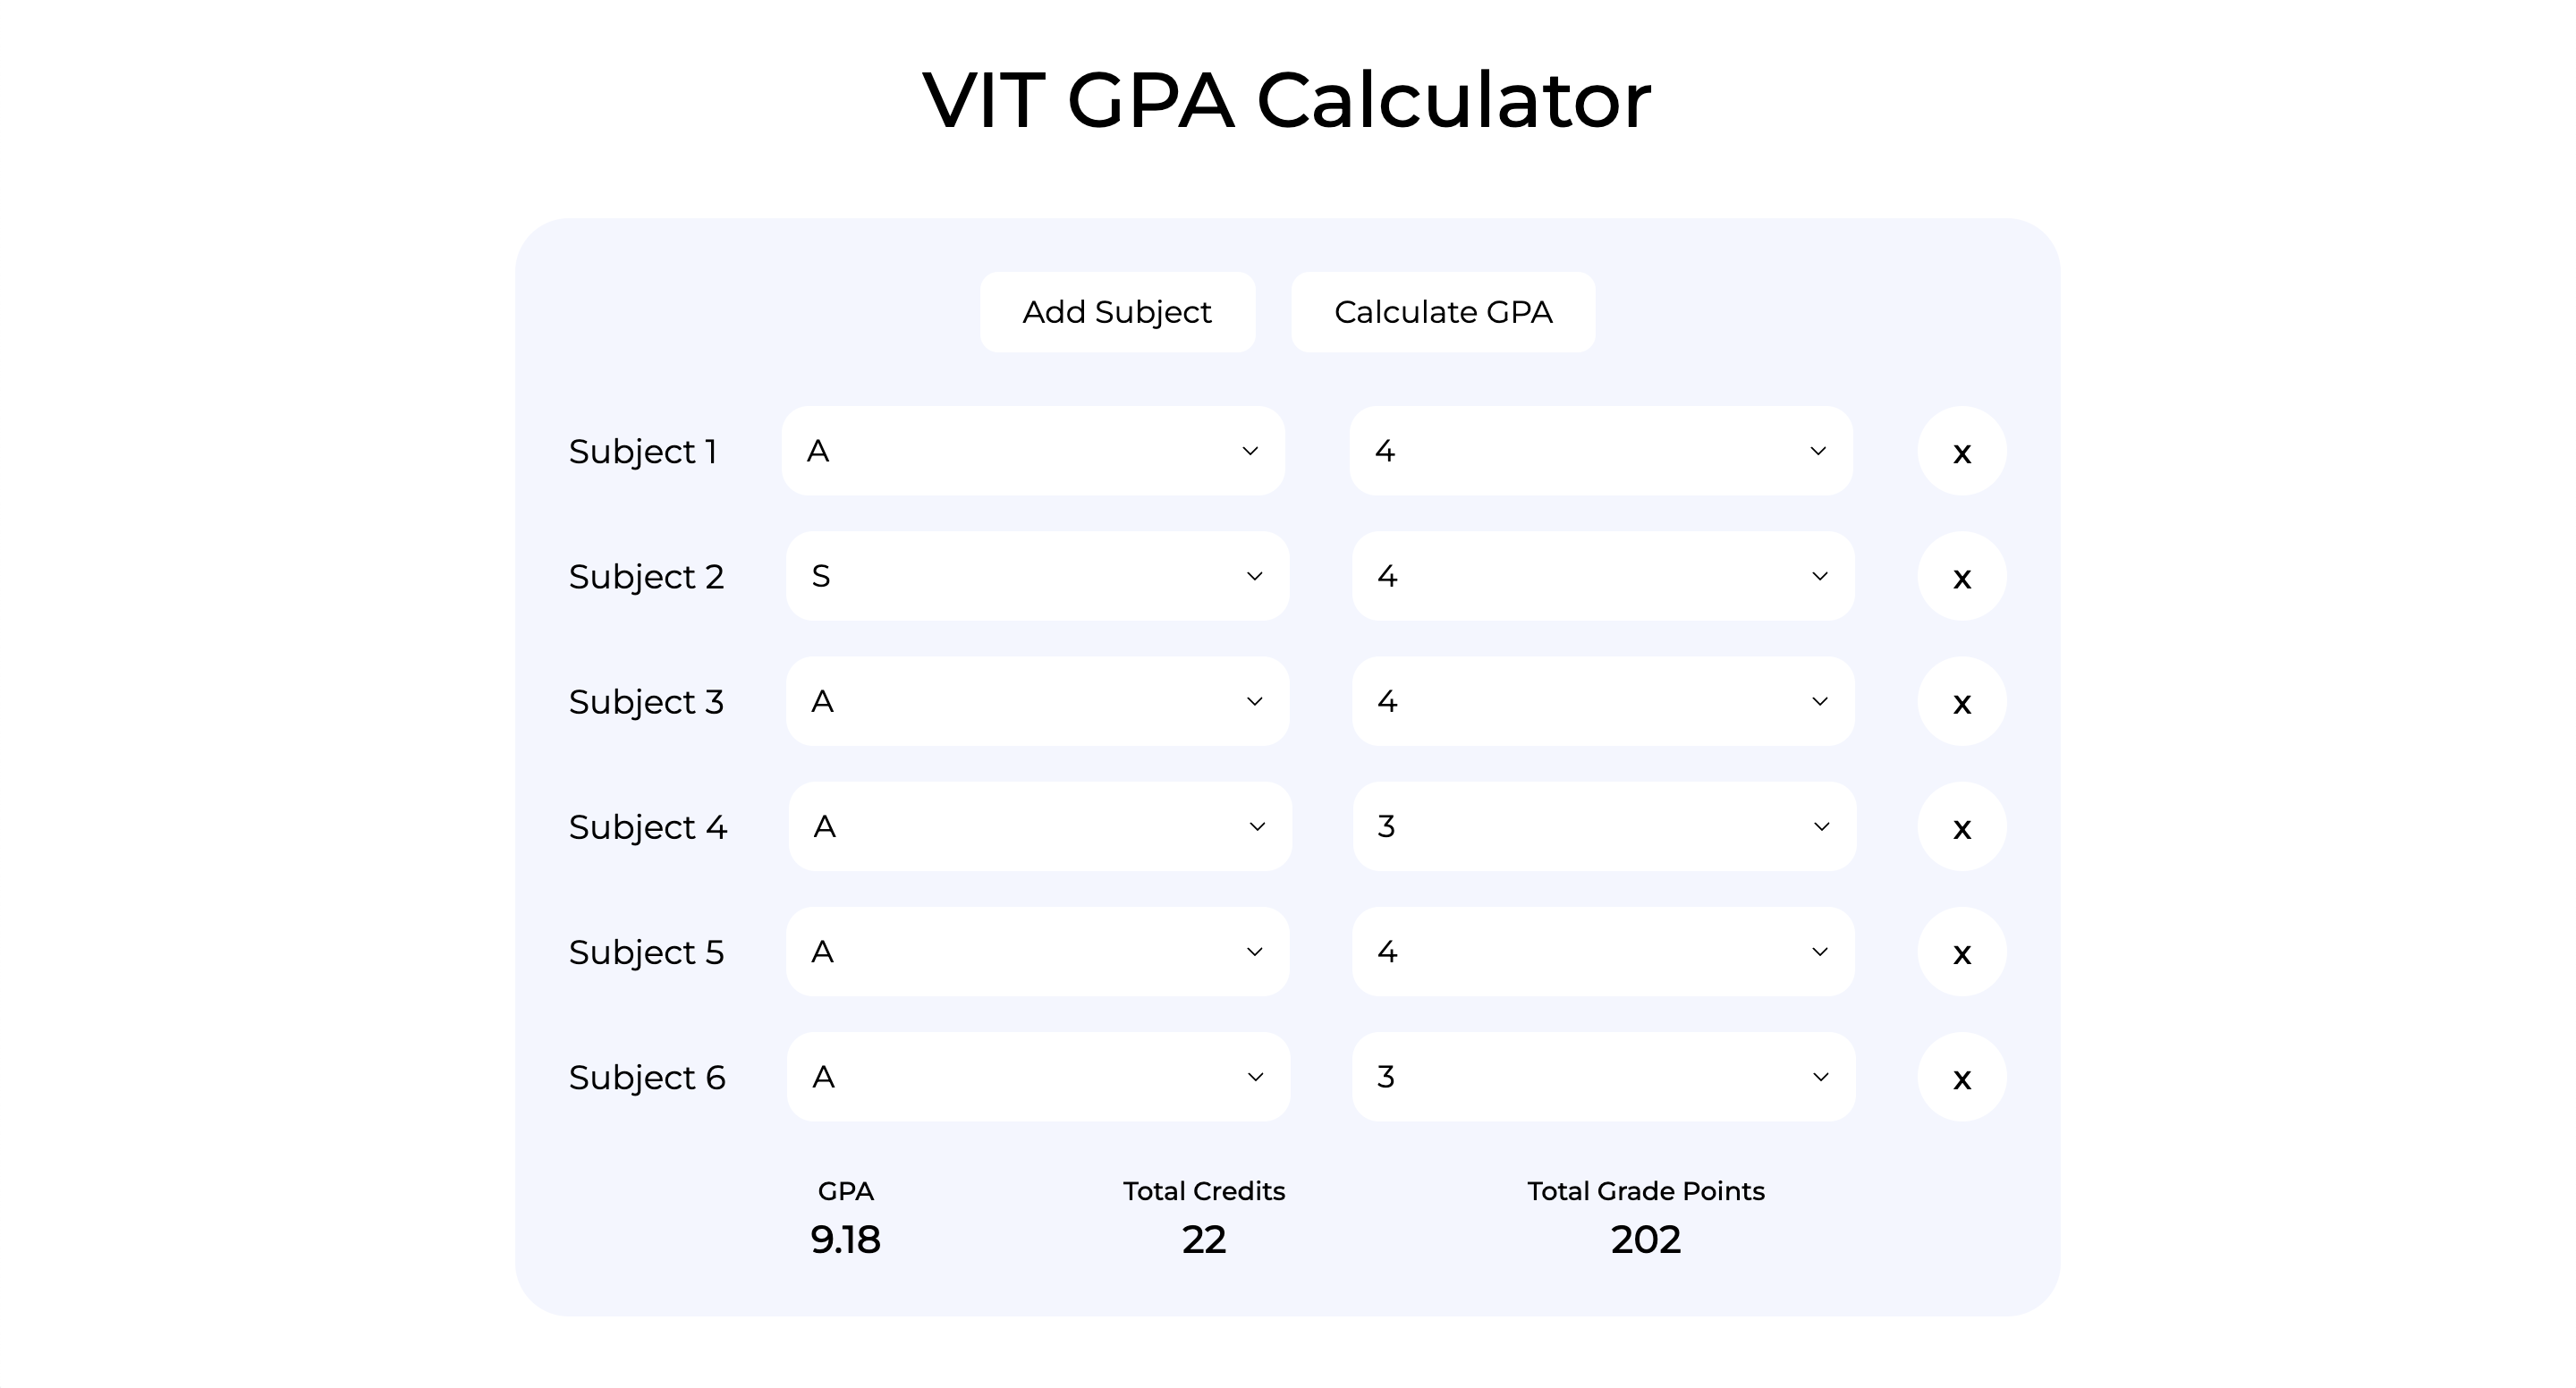 VIT GPA Calculator
Add Subject Calculate GPA
Subject 1 A 4 x
Subject 2 S 4 x
Subject 3 A 4 x
Subject 4 A 3 x
Subject 5 A 4 x
Subject 6 A 3 x
GPA Total Credits Total Grade Points
9.18 22 202